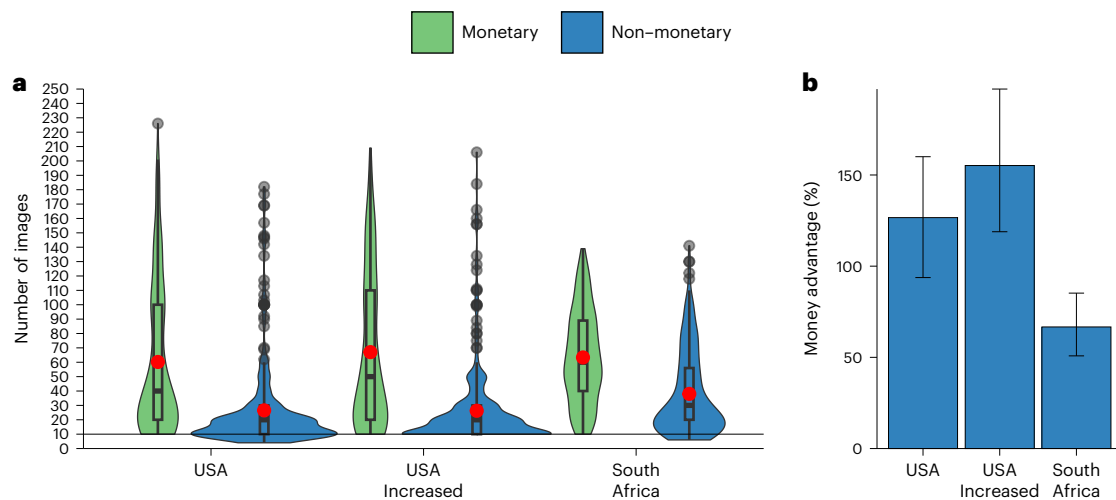 Monetary
Non-monetary
a
Number of images
250
240
230
220
210
200
190
180
170
160
150
140
130
120
110
100
90
80
70
60
50
40
30
20
10
0
USA
USA
Increased
South
Africa
b
Money advantage (%)
150
100
50
0
USA
USA
Increased
South
Africa